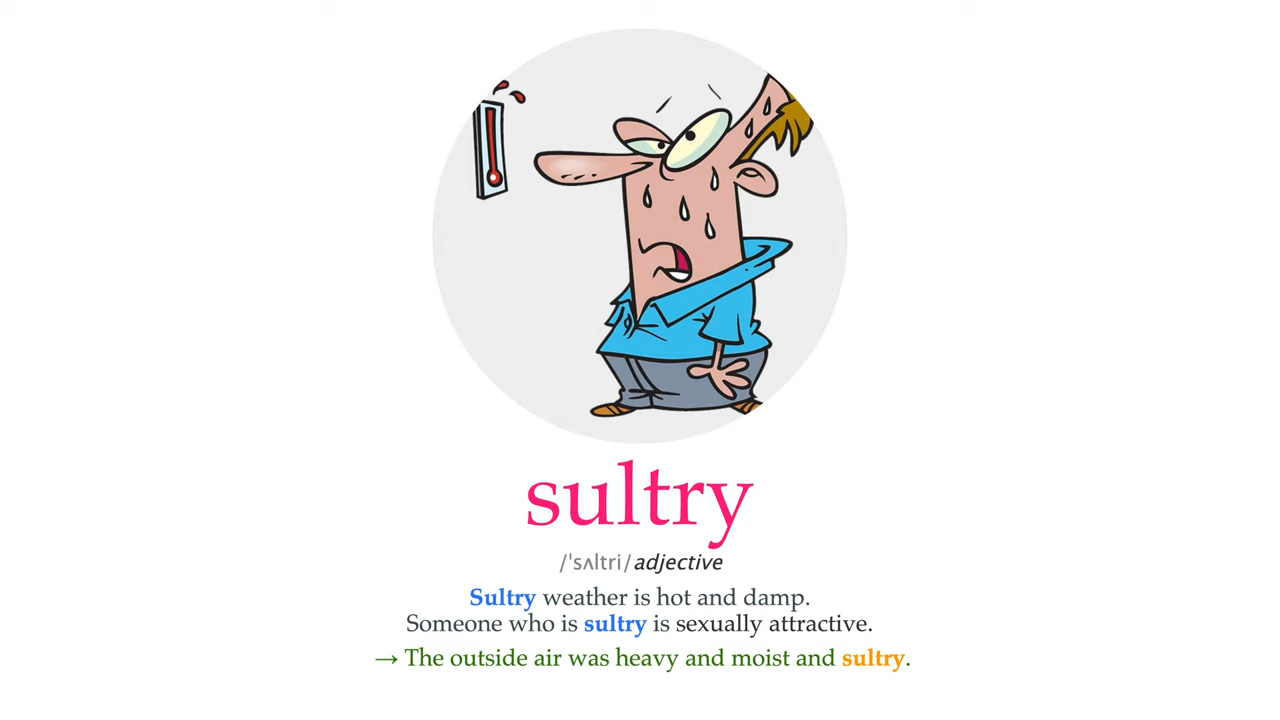 sultry
/ˈsʌltri/ adjective
Sultry weather is hot and damp.
Someone who is sultry is sexually attractive.
→ The outside air was heavy and moist and sultry.